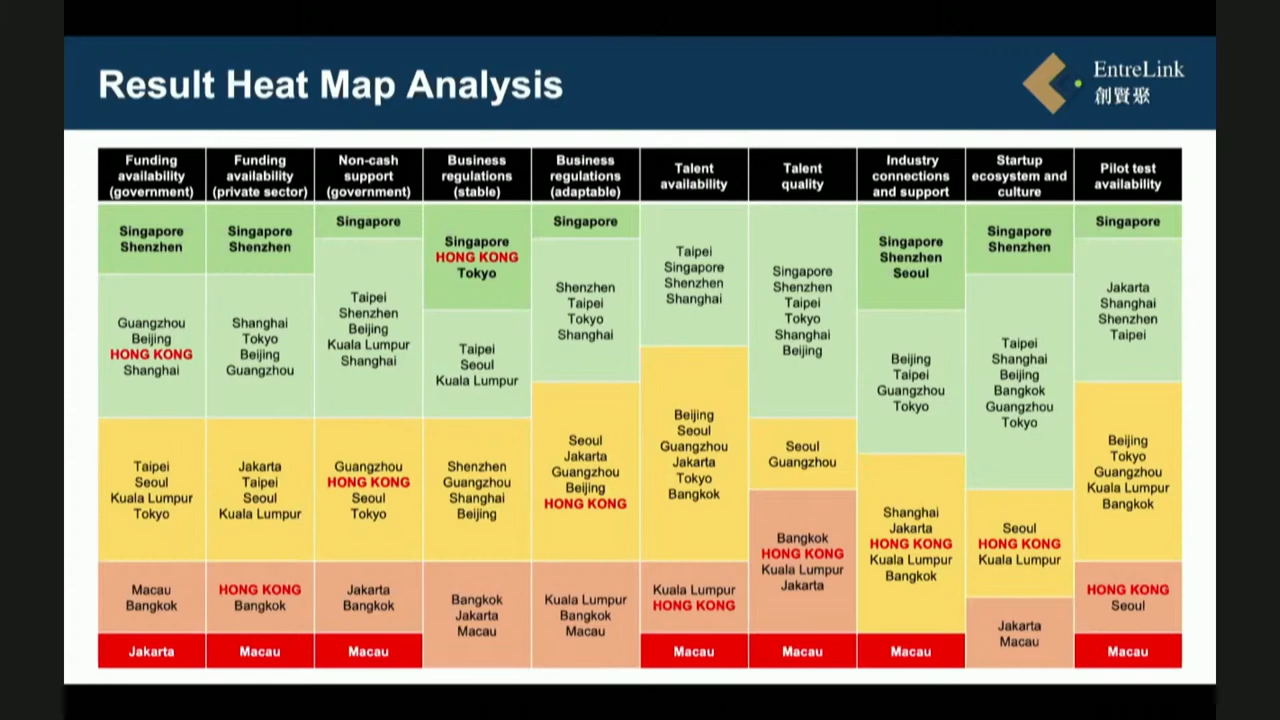 Result Heat Map Analysis
EntreLink
創賢聚
Funding
availability
(government)
Singapore
Shenzhen
Guangzhou
Beijing
HONG KONG
Shanghai
Taipei
Seoul
Kuala Lumpur
Tokyo
Macau
Bangkok
Jakarta
Funding
availability
(private sector)
Singapore
Shenzhen
Shanghai
Tokyo
Beijing
Guangzhou
Jakarta
Taipei
Seoul
Kuala Lumpur
HONG KONG
Bangkok
Macau
Non-cash
support
(government)
Singapore
Taipei
Shenzhen
Beijing
Kuala Lumpur
Shanghai
Guangzhou
HONG KONG
Seoul
Tokyo
Jakarta
Bangkok
Macau
Business
regulations
(stable)
Singapore
HONG KONG
Tokyo
Taipei
Seoul
Kuala Lumpur
Shenzhen
Guangzhou
Shanghai
Beijing
Bangkok
Jakarta
Macau
Business
regulations
(adaptable)
Singapore
Shenzhen
Taipei
Tokyo
Shanghai
Seoul
Jakarta
Guangzhou
Beijing
HONG KONG
Kuala Lumpur
Bangkok
Macau
Talent
availability
Taipei
Singapore
Shenzhen
Shanghai
Beijing
Seoul
Guangzhou
Jakarta
Tokyo
Bangkok
Kuala Lumpur
HONG KONG
Macau
Talent
quality
Singapore
Shenzhen
Taipei
Tokyo
Shanghai
Beijing
Seoul
Guangzhou
Bangkok
HONG KONG
Kuala Lumpur
Jakarta
Macau
Industry
connections
and support
Singapore
Shenzhen
Seoul
Beijing
Taipei
Guangzhou
Tokyo
Shanghai
Jakarta
HONG KONG
Kuala Lumpur
Bangkok
Macau
Startup
ecosystem and
culture
Singapore
Shenzhen
Taipei
Shanghai
Beijing
Bangkok
Guangzhou
Tokyo
Seoul
HONG KONG
Kuala Lumpur
Jakarta
Macau
Pilot test
availability
Singapore
Jakarta
Shanghai
Shenzhen
Taipei
Beijing
Tokyo
Guangzhou
Kuala Lumpur
Bangkok
HONG KONG
Seoul
Macau